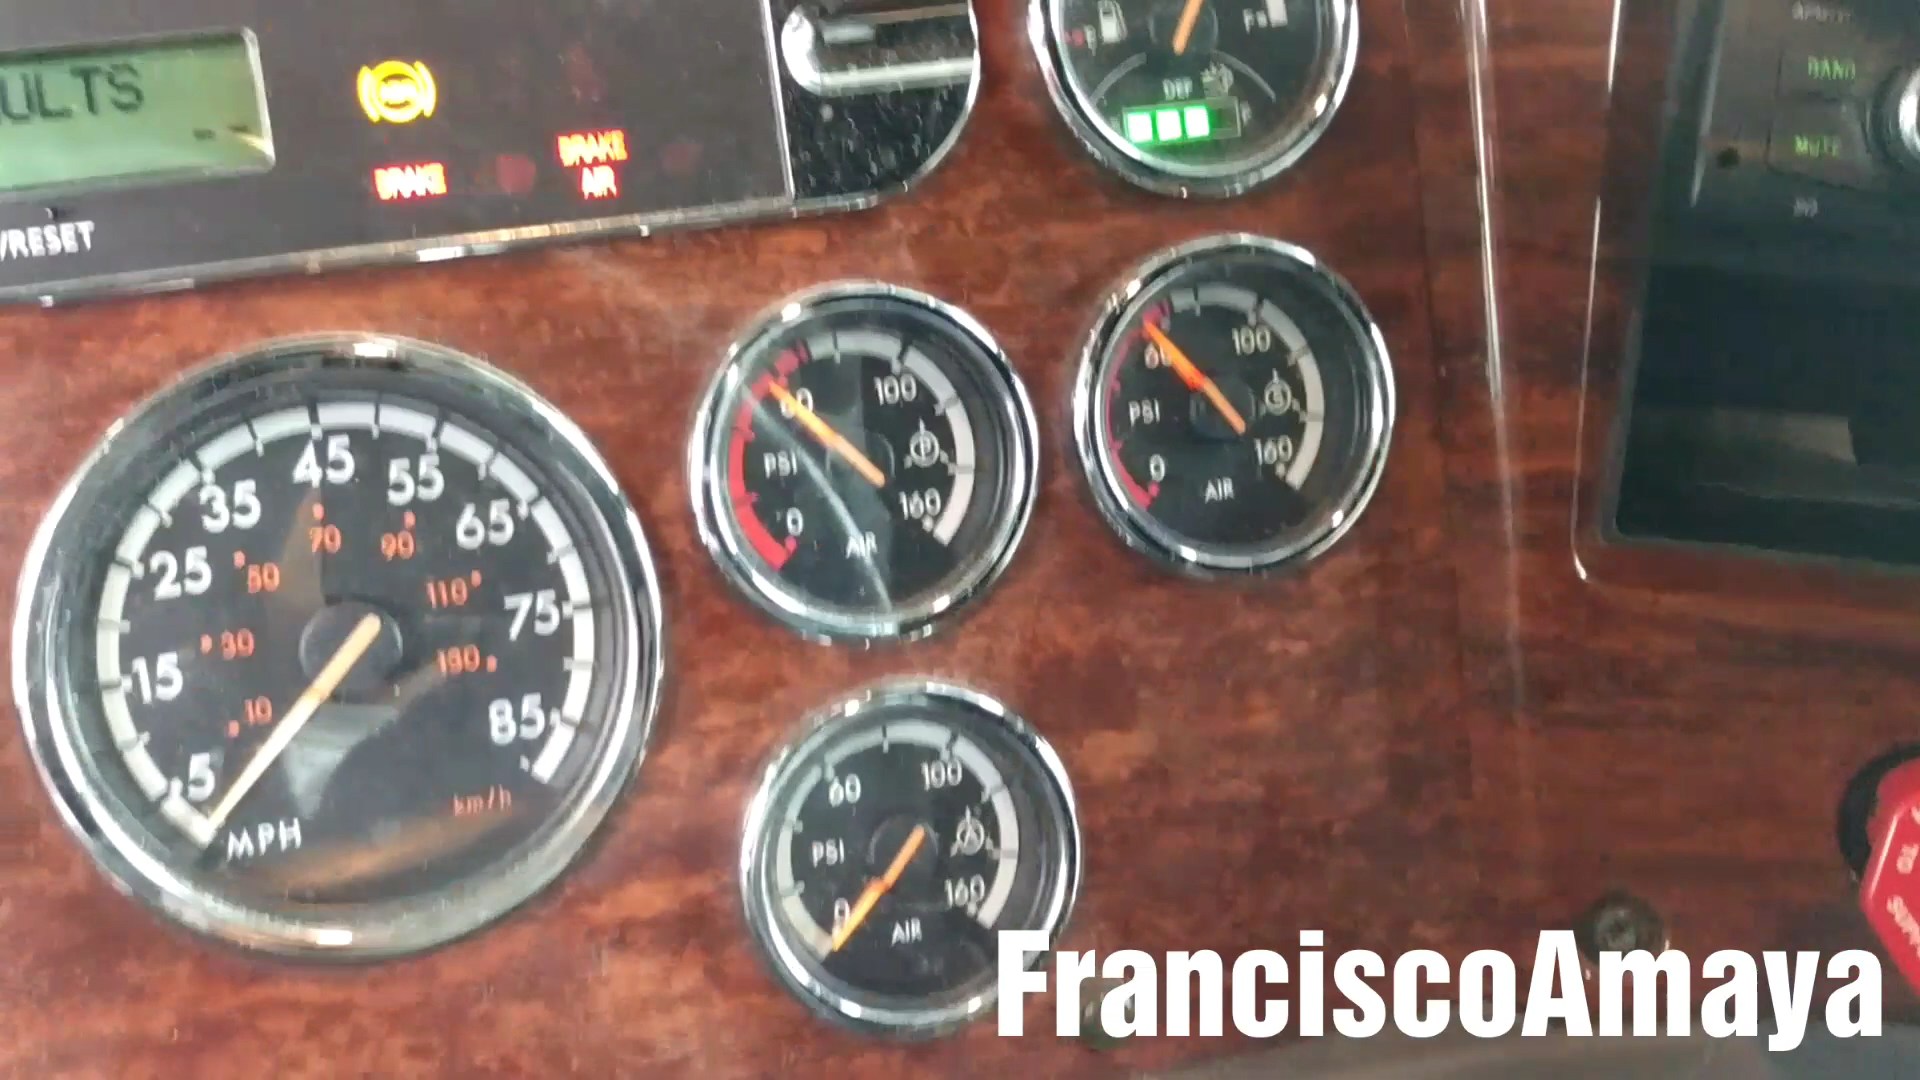 ULTS
/RESET
BRAKE
BRAKE
AIR
DEF
BAND
MUTE
5
15
25
35
45
55
65
75
85
10
30
50
70
90
110
130
MPH
km/h
0
60
100
160
PSI
P
AIR
0
60
100
160
PSI
S
AIR
0
60
100
160
PSI
A
AIR
TO
FranciscoAmaya